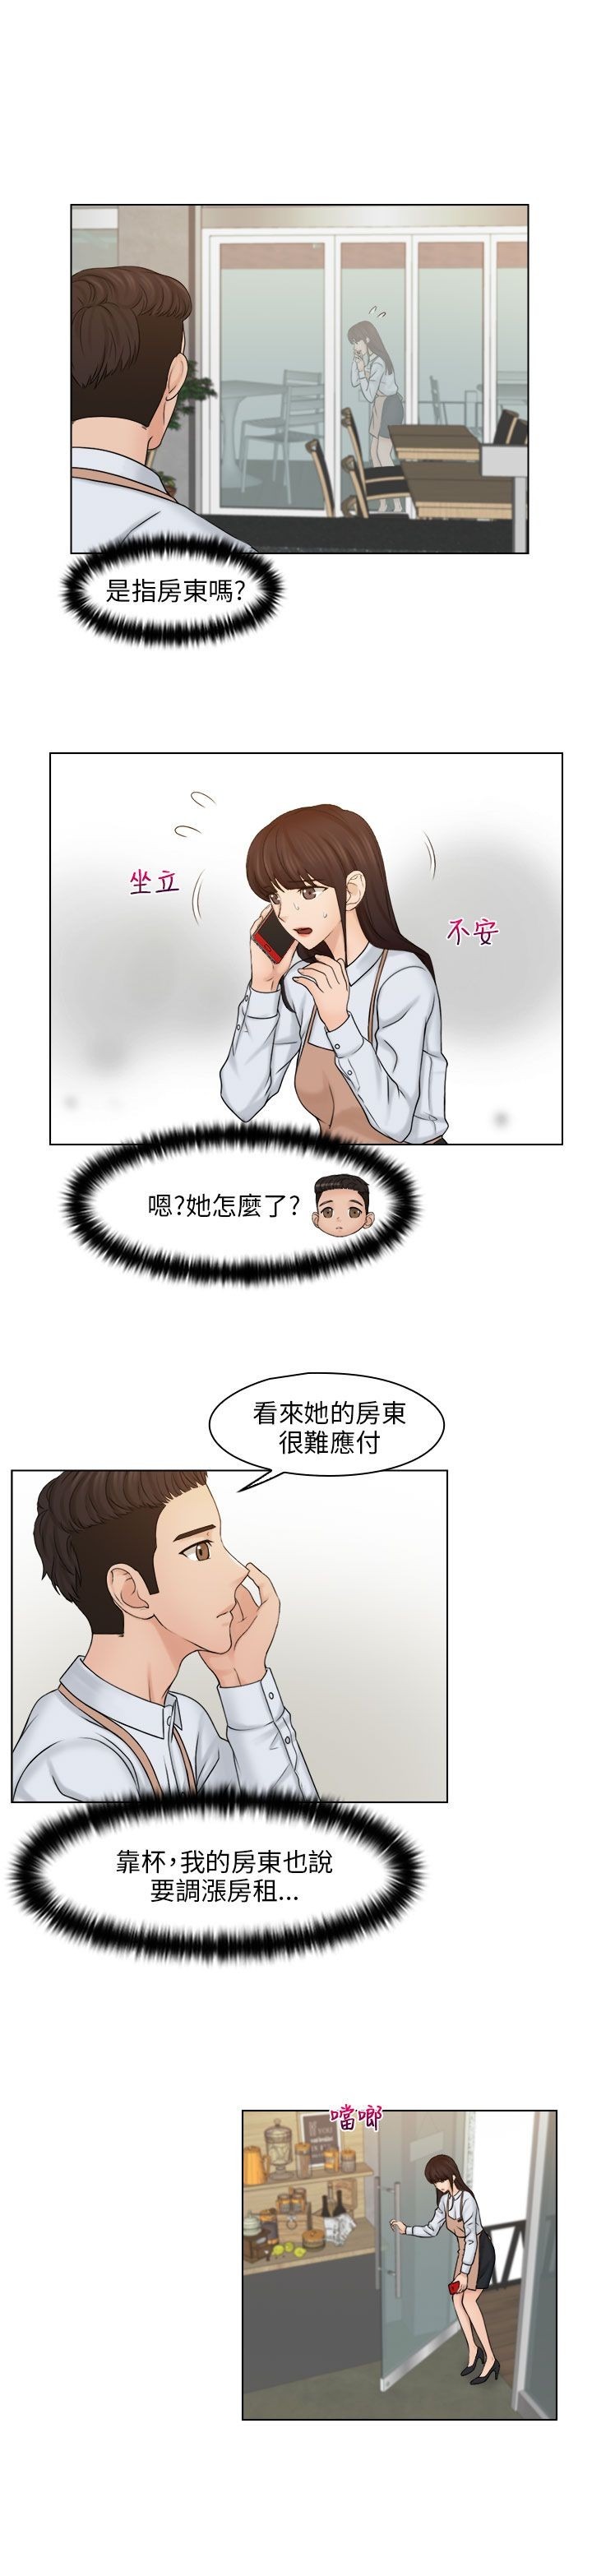 是指房東嗎?
坐立
不安
嗯?她怎麼了?
看來她的房東
很難應付
靠杯,我的房東也說
要調漲房租...
噹啷